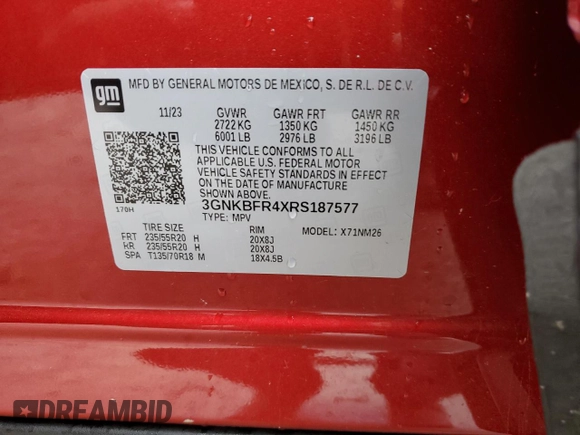 gm
MFD BY GENERAL MOTORS DE MEXICO, S. DE R.L. DE C.V.
11/23 GVWR GAWR FRT GAWR RR
2722 KG 1350 KG 1450 KG
6001 LB 2976 LB 3196 LB
THIS VEHICLE CONFORMS TO ALL
APPLICABLE U.S. FEDERAL MOTOR
VEHICLE SAFETY STANDARDS IN EFFECT
ON THE DATE OF MANUFACTURE
SHOWN ABOVE.
170H 3GNKBFR4XRS187577
TYPE: MPV
TIRE SIZE RIM MODEL: X71NM26
FRT 235/55R20 H 20X8J
RR 235/55R20 H 20X8J
SPA T135/70R18 M 18X4.5B
DREAMBID